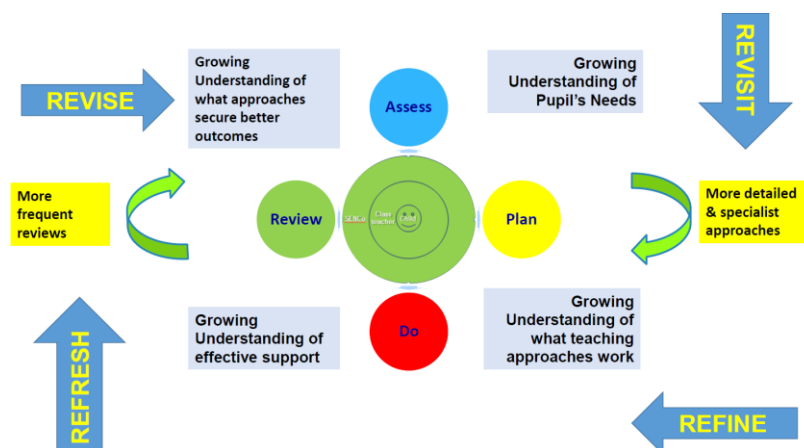 REVISE
Growing
Understanding of
what approaches
secure better
outcomes
Assess
Growing
Understanding of
Pupil's Needs
REVISIT
More
frequent
reviews
Review
SENCo
Class
teacher
Child
Plan
More detailed
& specialist
approaches
REFRESH
Growing
Understanding of
effective support
Do
Growing
Understanding of
what teaching
approaches work
REFINE